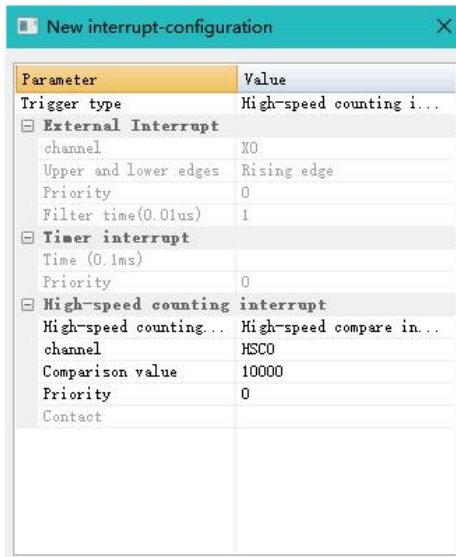 New interrupt-configuration
Parameter Value
Trigger type High-speed counting i...
External Interrupt
channel X0
Upper and lower edges Rising edge
Priority 0
Filter time(0.01us) 1
Timer interrupt
Time (0.1ms)
Priority 0
High-speed counting interrupt
High-speed counting... High-speed compare in...
channel HSC0
Comparison value 10000
Priority 0
Contact